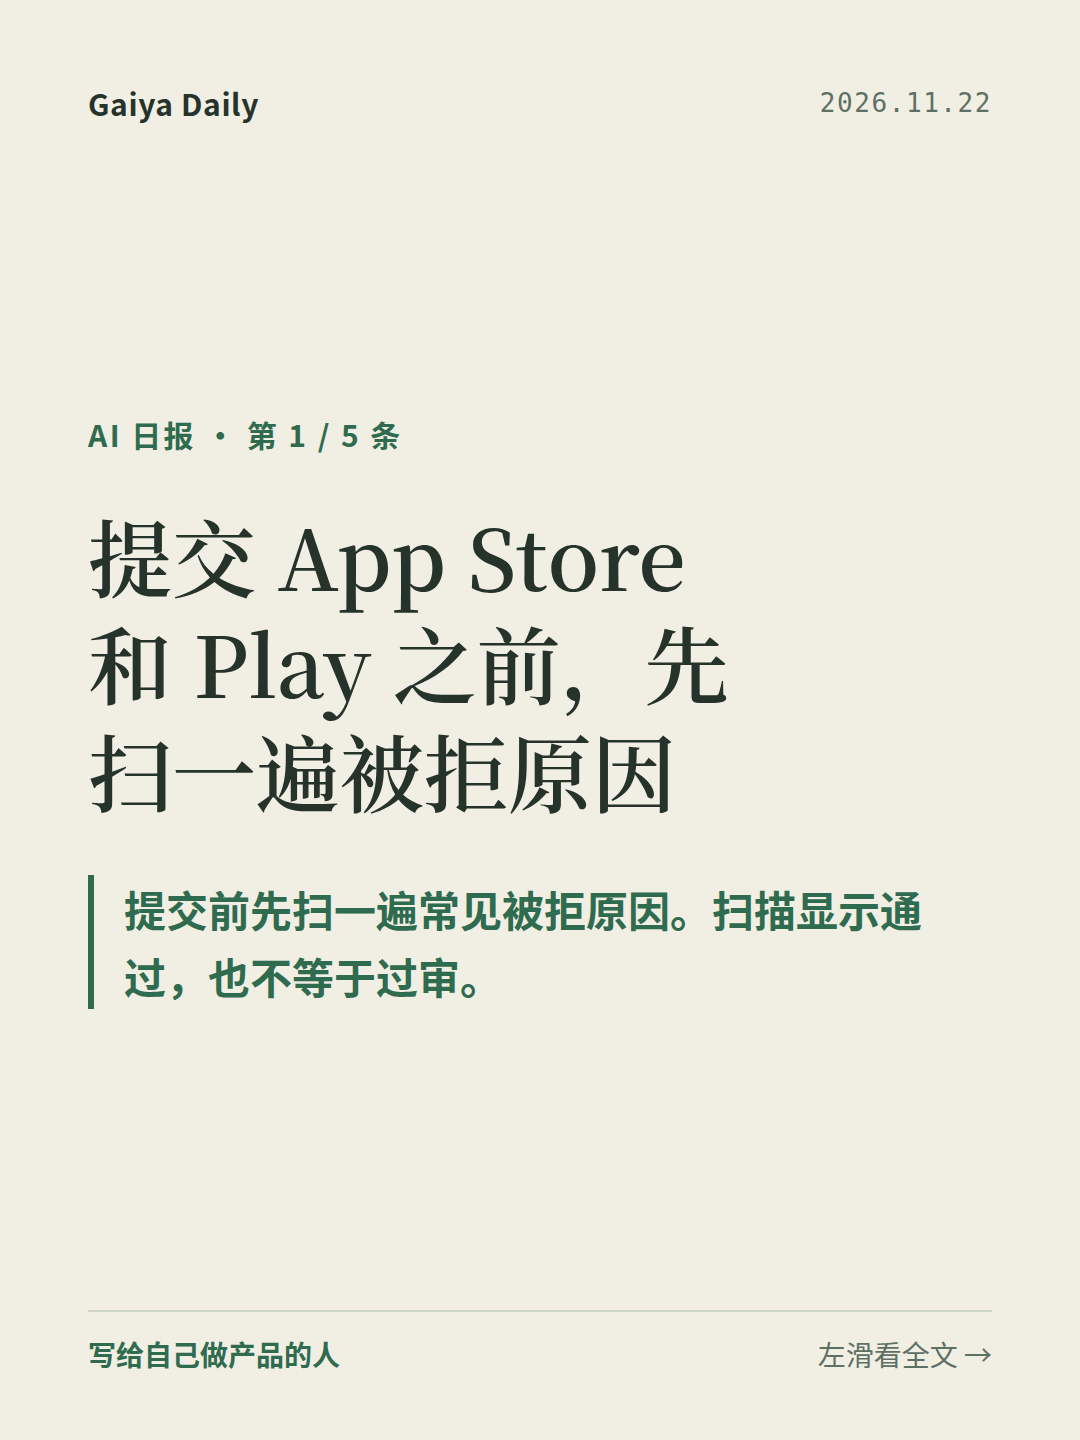 Gaiya Daily
2026.11.22
AI 日报 · 第 1 / 5 条
提交 App Store
和 Play 之前，先
扫一遍被拒原因
提交前先扫一遍常见被拒原因。扫描显示通
过，也不等于过审。
写给自己做产品的人
左滑看全文 →